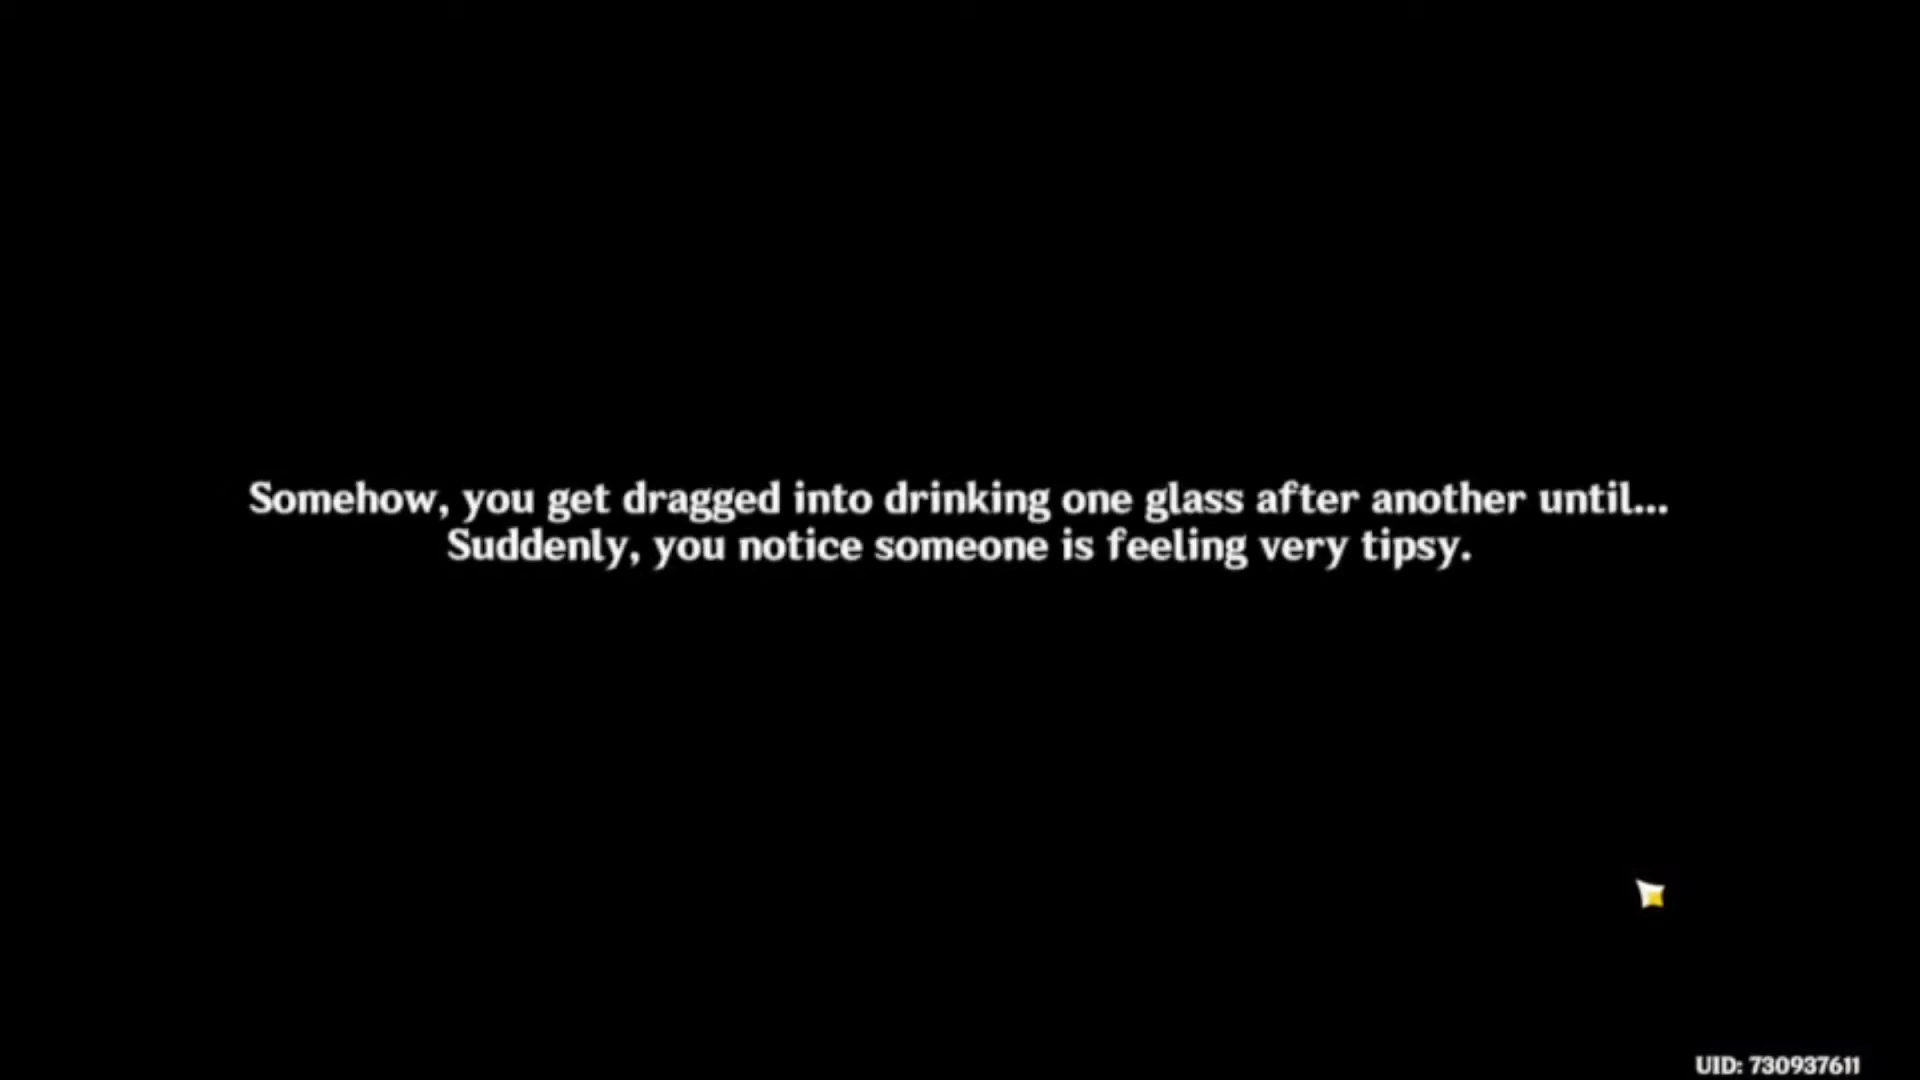 Somehow, you get dragged into drinking one glass after another until...
Suddenly, you notice someone is feeling very tipsy.
UID: 730937611